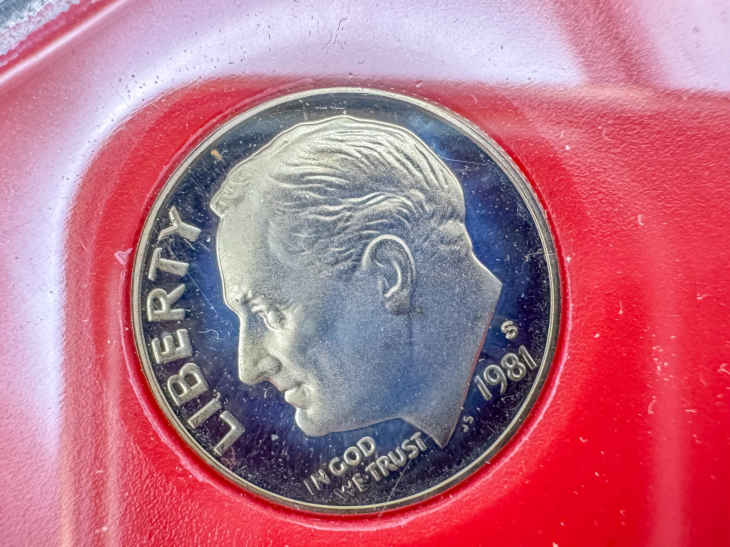 LIBERTY
IN GOD
WE TRUST
JS
S
1981